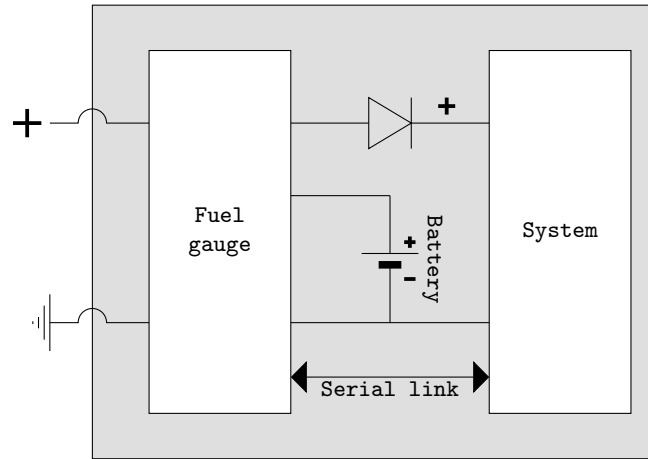 +
+
Fuel
gauge
+
-
Battery
System
Serial link